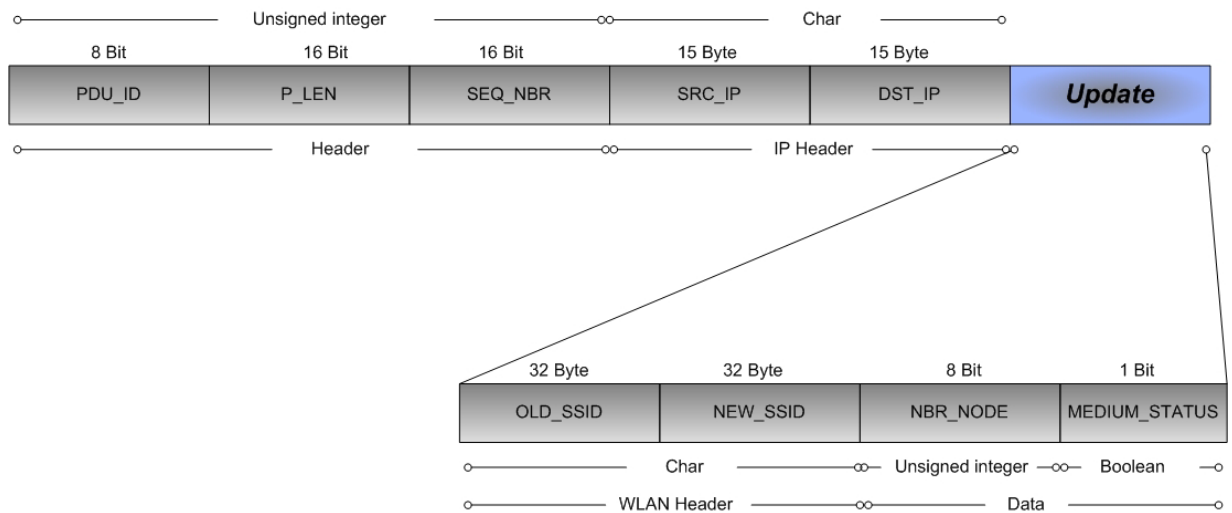 Unsigned integer Char
8 Bit 16 Bit 16 Bit 15 Byte 15 Byte
PDU_ID P_LEN SEQ_NBR SRC_IP DST_IP Update
Header IP Header
32 Byte 32 Byte 8 Bit 1 Bit
OLD_SSID NEW_SSID NBR_NODE MEDIUM_STATUS
Char Unsigned integer Boolean
WLAN Header Data